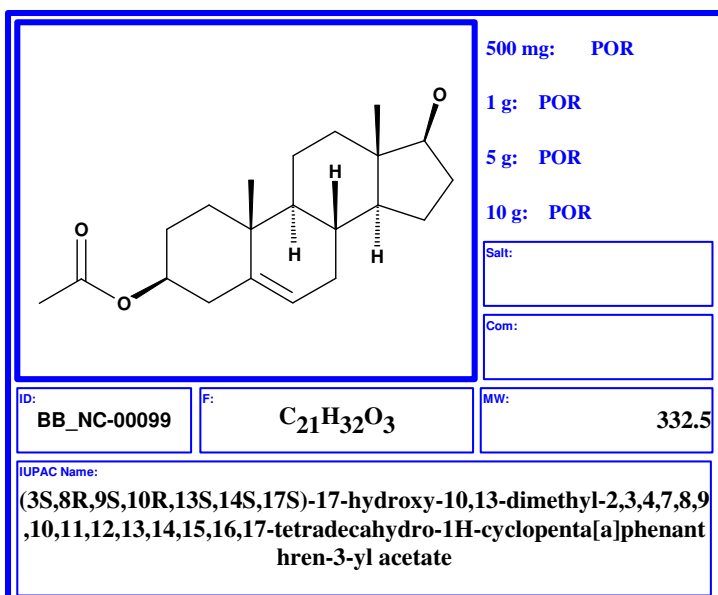 500 mg: POR
1 g: POR
5 g: POR
10 g: POR
O
H
H
H
O
O
Salt:
Com:
ID:
BB_NC-00099
F:
C21H32O3
MW:
332.5
IUPAC Name:
(3S,8R,9S,10R,13S,14S,17S)-17-hydroxy-10,13-dimethyl-2,3,4,7,8,9
,10,11,12,13,14,15,16,17-tetradecahydro-1H-cyclopenta[a]phenant
hren-3-yl acetate